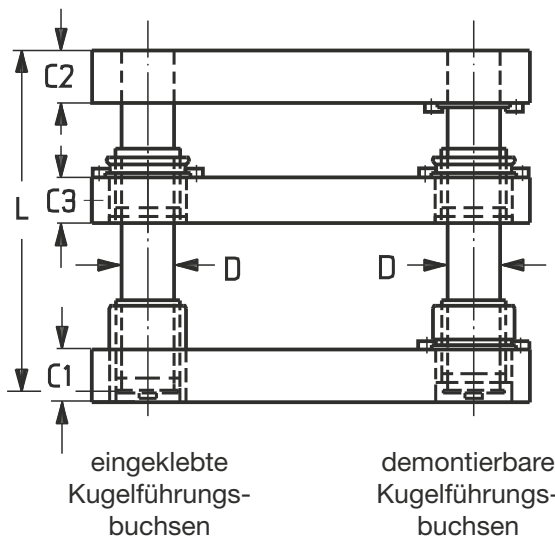 C2
C3
L
D
D
C1
eingeklebte
Kugelführungs-
buchsen
demontierbare
Kugelführungs-
buchsen